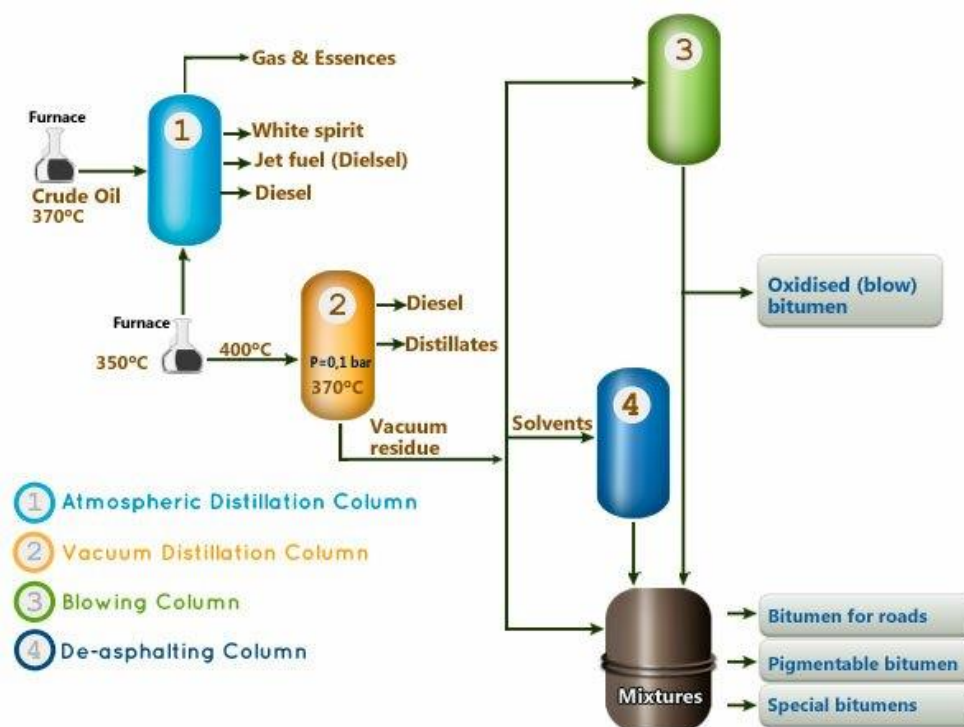 Gas & Essences
3
Furnace
1
White spirit
Jet fuel (Dielsel)
Diesel
Crude Oil
370ºC
Oxidised (blow)
bitumen
2
Diesel
Furnace
350ºC
400ºC
Distillates
P=0,1 bar
370ºC
4
Vacuum
residue
Solvents
1 Atmospheric Distillation Column
2 Vacuum Distillation Column
3 Blowing Column
4 De-asphalting Column
Mixtures
Bitumen for roads
Pigmentable bitumen
Special bitumens